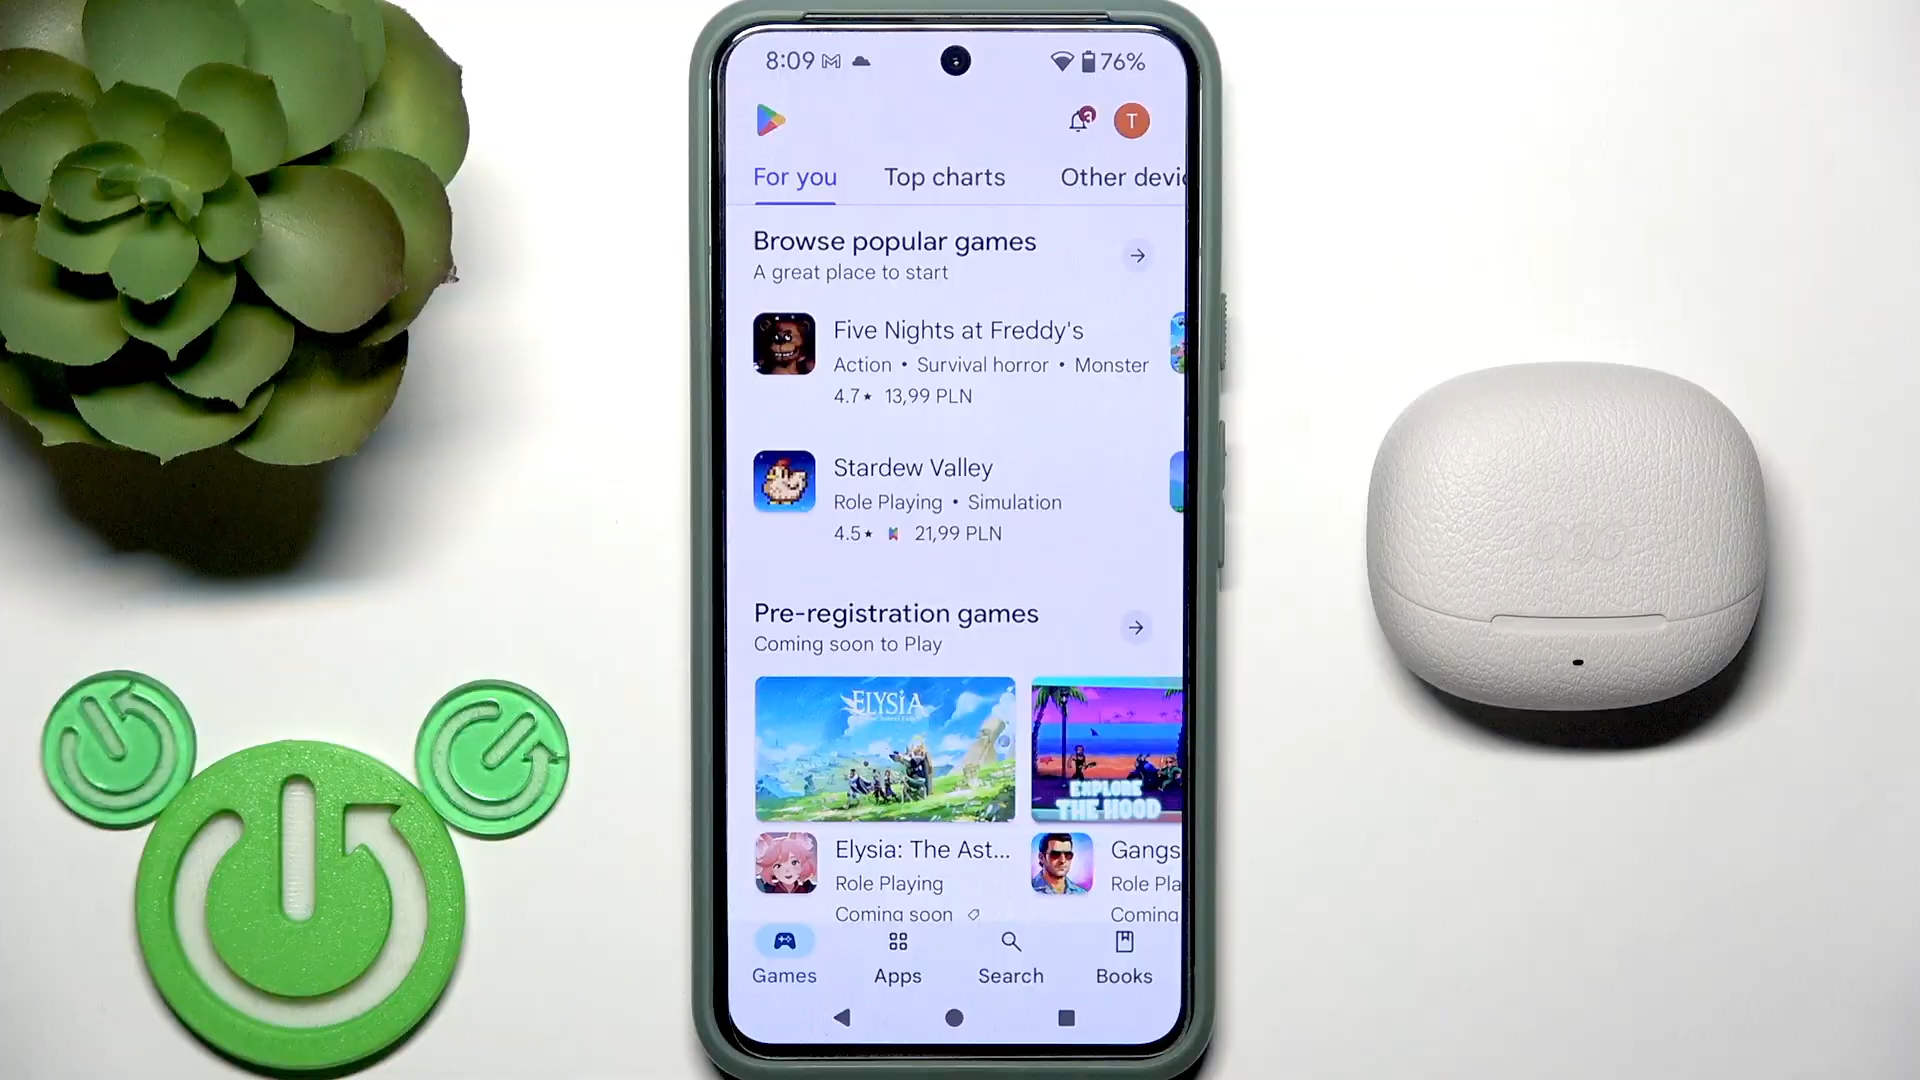 8:09
76%
3
T
For you
Top charts
Other devi
Browse popular games
A great place to start
Five Nights at Freddy's
Action • Survival horror • Monster
4.7★ 13,99 PLN
Stardew Valley
Role Playing • Simulation
4.5★ 21,99 PLN
Pre-registration games
Coming soon to Play
ELYSIA
EXPLORE
THE HOOD
Elysia: The Ast...
Role Playing
Coming soon
Gangs
Role Pla
Coming
Games
Apps
Search
Books